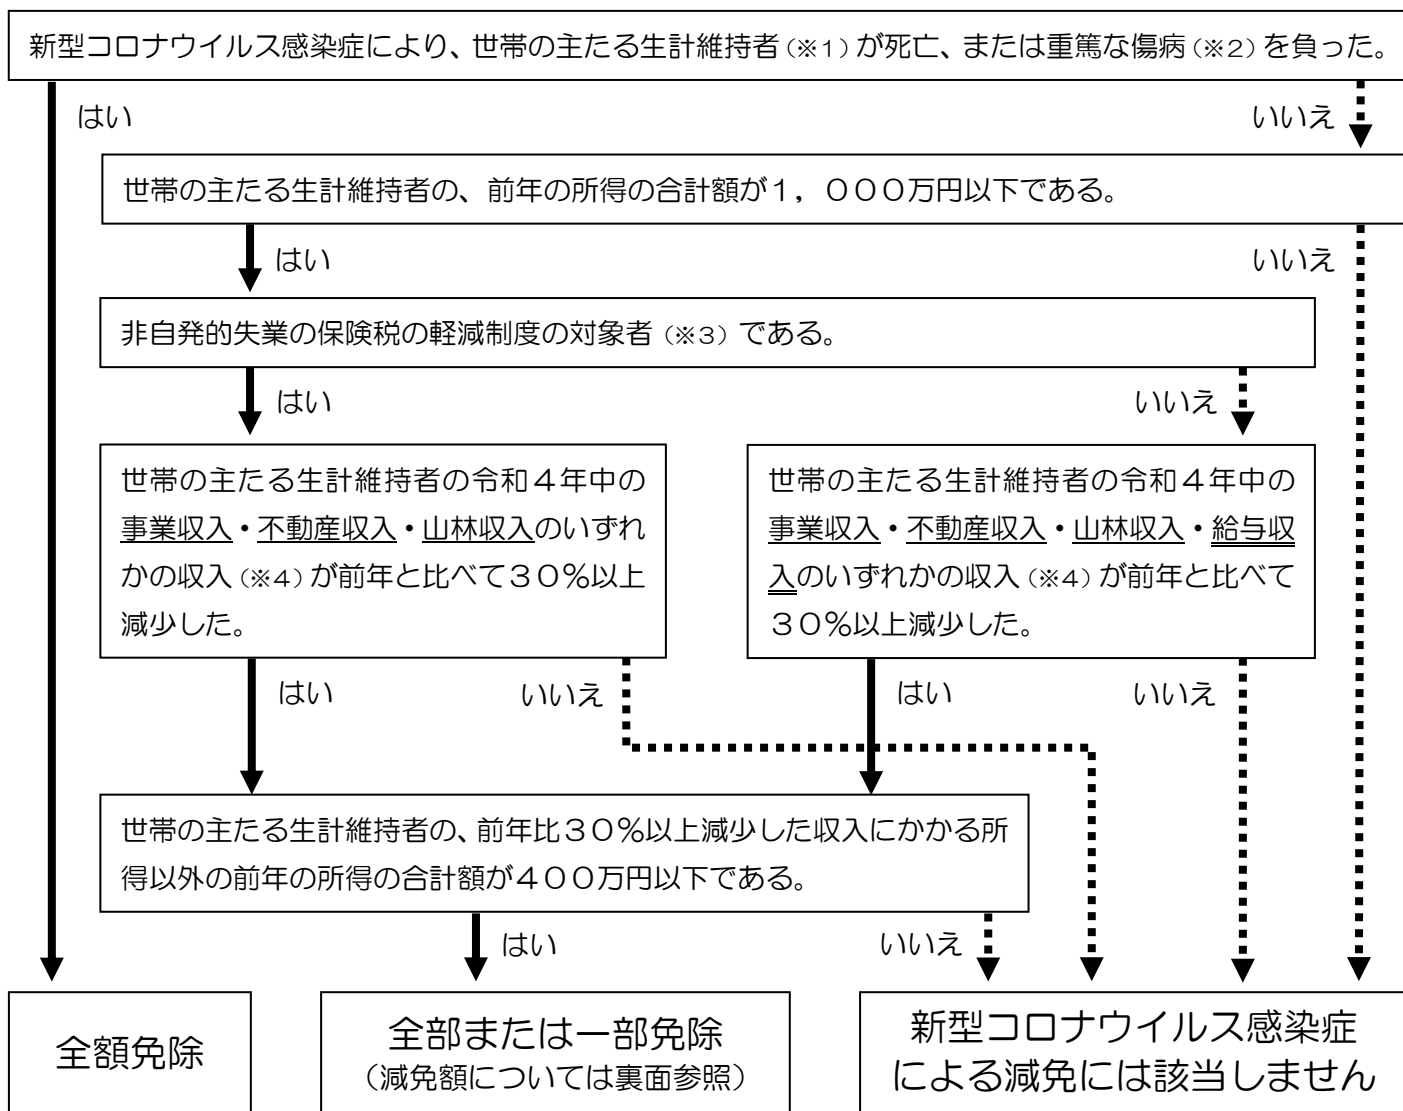 新型コロナウイルス感染症により、世帯の主たる生計維持者(※1)が死亡、または重篤な傷病(※2)を負った。
はい
いいえ
世帯の主たる生計維持者の、前年の所得の合計額が1，000万円以下である。
はい
いいえ
非自発的失業の保険税の軽減制度の対象者(※3)である。
はい
いいえ
世帯の主たる生計維持者の令和4年中の
事業収入・不動産収入・山林収入のいずれ
かの収入(※4)が前年と比べて30%以上
減少した。
世帯の主たる生計維持者の令和4年中の
事業収入・不動産収入・山林収入・給与収
入のいずれかの収入(※4)が前年と比べて
30%以上減少した。
はい
いいえ
はい
いいえ
世帯の主たる生計維持者の、前年比30%以上減少した収入にかかる所
得以外の前年の所得の合計額が400万円以下である。
はい
いいえ
全額免除
全部または一部免除
（減免額については裏面参照）
新型コロナウイルス感染症
による減免には該当しません